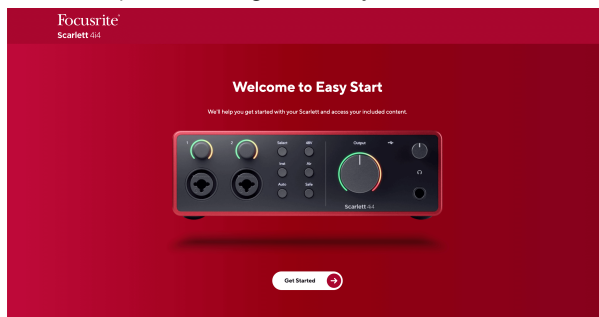 Focusrite
Scarlett 4i4
Welcome to Easy Start
We'll help you get started with your Scarlett and access your included content.
1 2 Select 48V Output
Inst Air
Auto Safe
Scarlett 4i4
Get Started